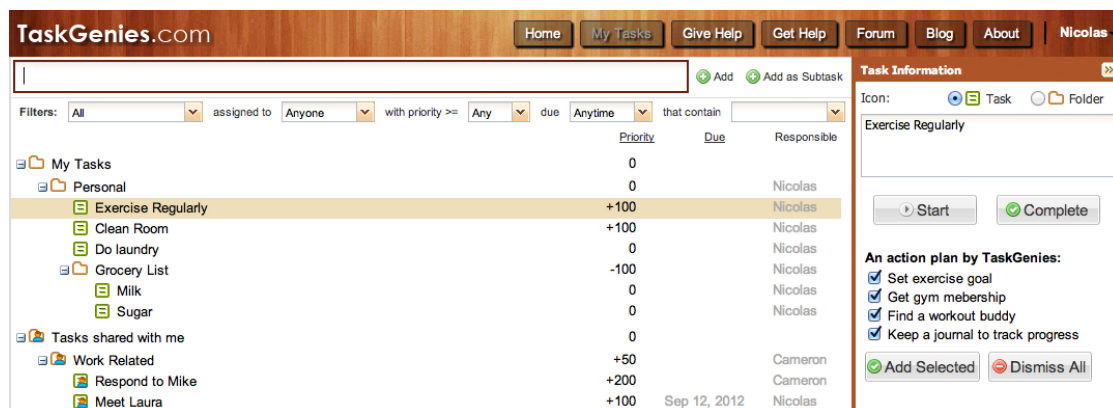 TaskGenies.com
Home My Tasks Give Help Get Help Forum Blog About Nicolas
Add Add as Subtask
Filters: All assigned to Anyone with priority >= Any due Anytime that contain
Priority Due Responsible
My Tasks 0
Personal 0 Nicolas
Exercise Regularly +100 Nicolas
Clean Room +100 Nicolas
Do laundry 0 Nicolas
Grocery List -100 Nicolas
Milk 0 Nicolas
Sugar 0 Nicolas
Tasks shared with me 0
Work Related +50 Cameron
Respond to Mike +200 Cameron
Meet Laura +100 Sep 12, 2012 Nicolas
Task Information
Icon: Task Folder
Exercise Regularly
Start Complete
An action plan by TaskGenies:
Set exercise goal
Get gym mebership
Find a workout buddy
Keep a journal to track progress
Add Selected Dismiss All